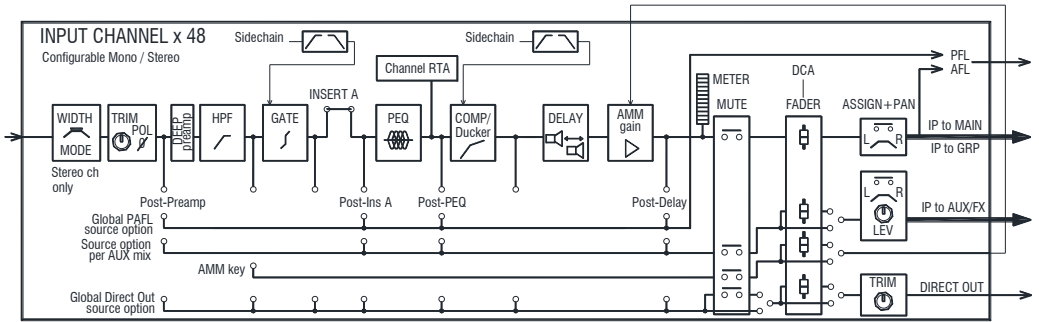 INPUT CHANNEL x 48
Configurable Mono / Stereo
Sidechain
Sidechain
Channel RTA
INSERT A
METER
DCA
PFL
AFL
WIDTH
MODE
Stereo ch
only
TRIM
POL
DEEP
preamp
HPF
GATE
PEQ
COMP/
Ducker
DELAY
AMM
gain
MUTE
FADER
ASSIGN+PAN
L R
IP to MAIN
IP to GRP
Post-Preamp
Post-Ins A
Post-PEQ
Post-Delay
L R
LEV
IP to AUX/FX
Global PAFL
source option
Source option
per AUX mix
AMM key
Global Direct Out
source option
TRIM
DIRECT OUT